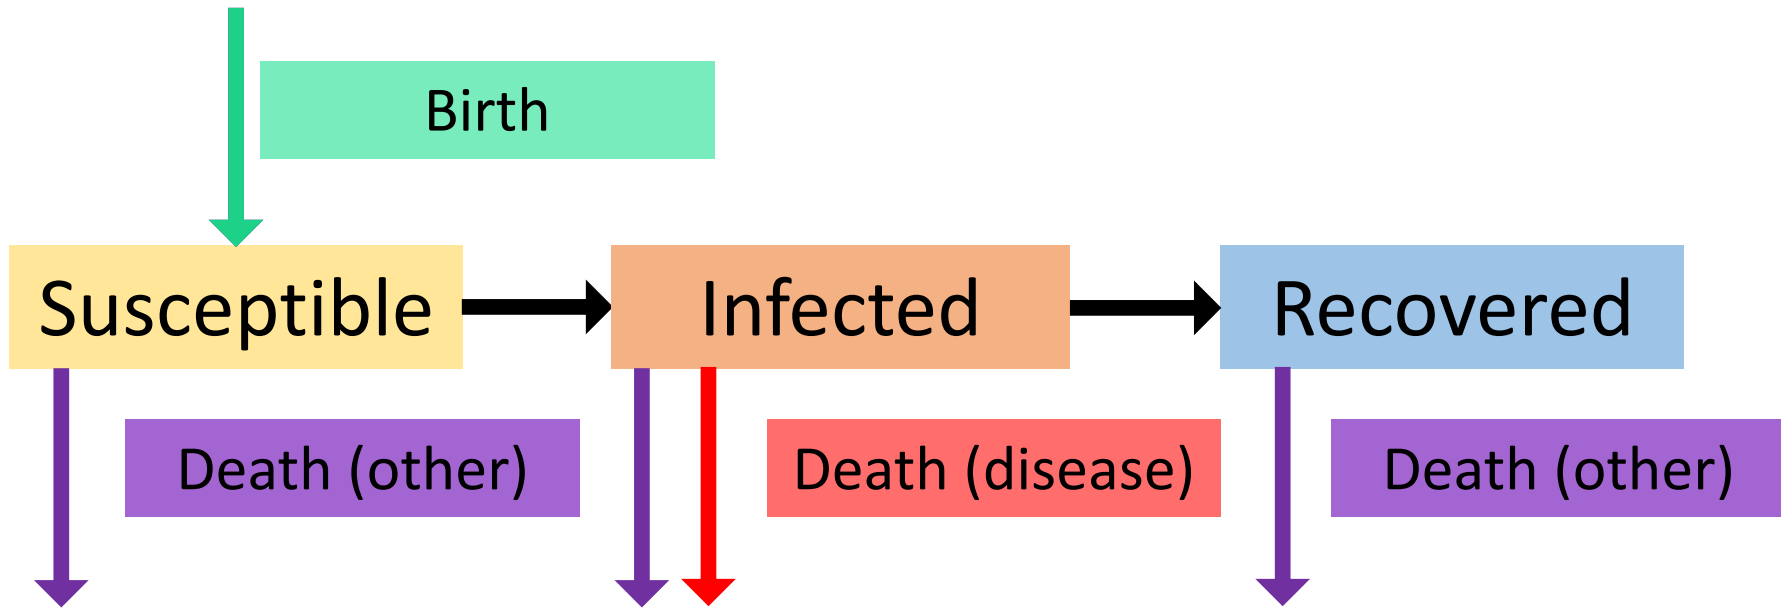 Birth
Susceptible
Infected
Recovered
Death (other)
Death (disease)
Death (other)